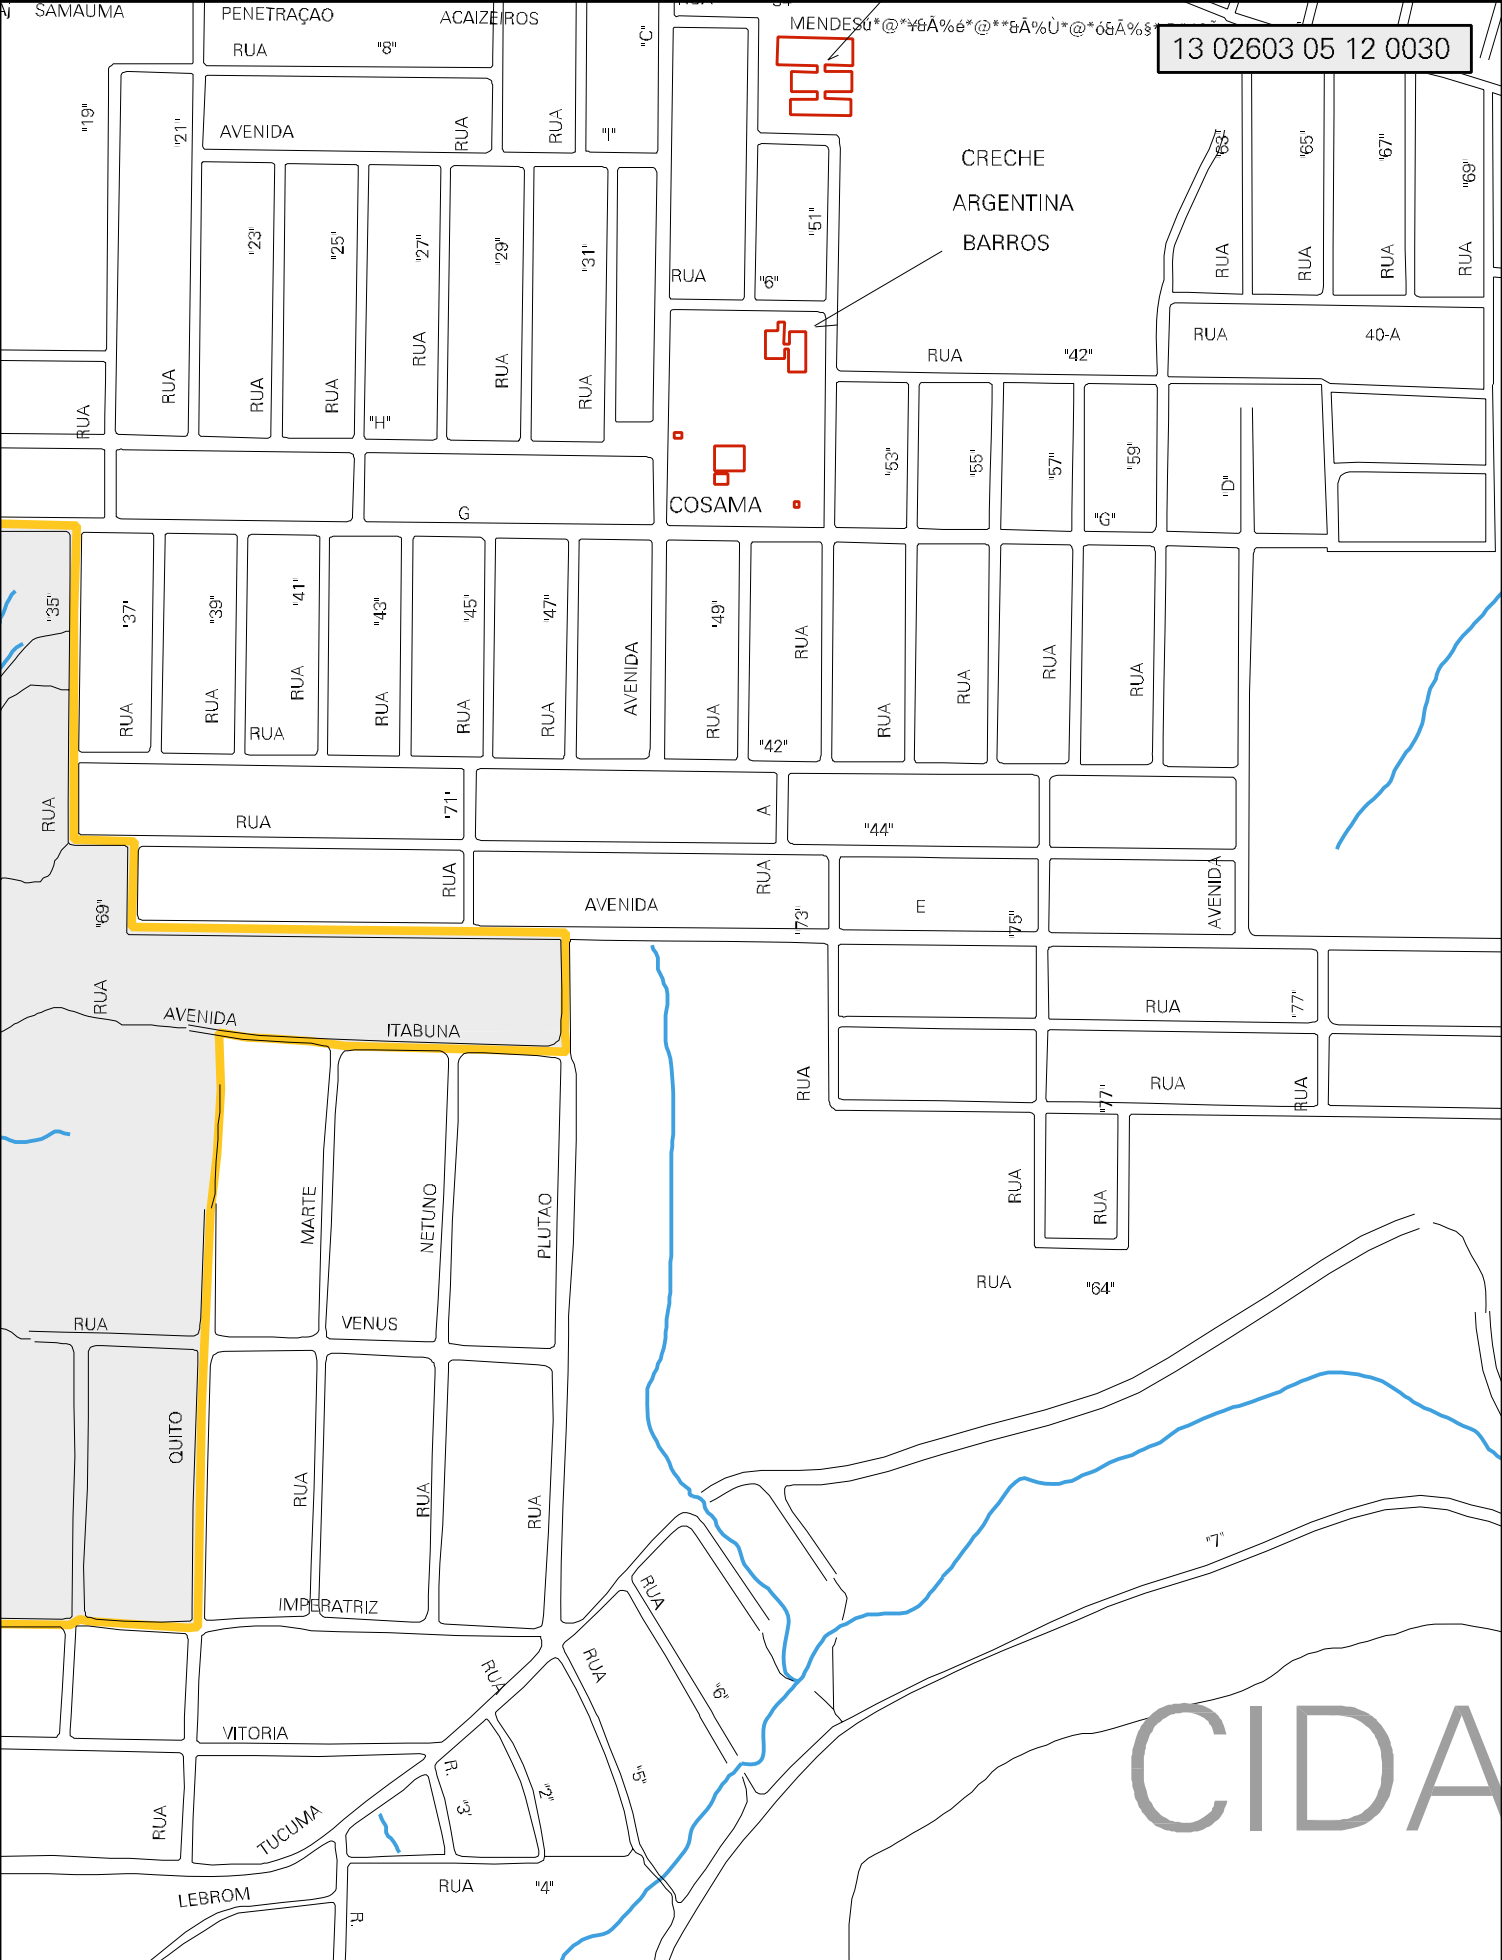 SAMAUMA
PENETRAÇAO
ACAIZEIROS
RUA
"8"
"C"
13 02603 05 12 0030
"19"
"21"
AVENIDA
RUA
RUA
"I"
CRECHE
ARGENTINA
BARROS
"63"
"65"
"67"
"69"
"23"
"25"
"27"
"29"
"31"
"51"
RUA
"6"
RUA
RUA
RUA
RUA
RUA
40-A
RUA
"42"
RUA
RUA
RUA
RUA
RUA
RUA
RUA
"H"
"53"
"55"
"57"
"59"
"D"
COSAMA
G
"G"
"35"
"37"
"39"
"41"
"43"
"45"
"47"
AVENIDA
"49"
RUA
RUA
RUA
RUA
RUA
RUA
RUA
RUA
RUA
RUA
RUA
RUA
RUA
"42"
RUA
RUA
"71"
A
"44"
RUA
RUA
AVENIDA
"69"
AVENIDA
"73"
E
"75"
RUA
AVENIDA
ITABUNA
RUA
"77"
RUA
RUA
"77"
RUA
MARTE
NETUNO
PLUTAO
RUA
RUA
RUA
VENUS
RUA
"64"
QUITO
RUA
RUA
RUA
"7"
IMPERATRIZ
RUA
RUA
RUA
"6"
VITORIA
R.
"3"
"2"
"5"
RUA
TUCUMA
LEBROM
RUA
"4"
R.
CIDA